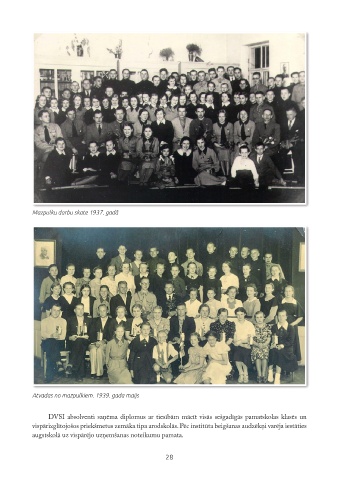 Mazpulku darbu skate 1937. gadā
Atvadas no mazpulkiem. 1939. gada maijs
DVSI absolventi saņēma diplomus ar tiesībām mācīt visās sešgadīgās pamatskolas klasēs un
vispārizglītojošos priekšmetus zemāka tipa arodskolās. Pēc institūta beigšanas audzēkņi varēja iestāties
augstskolā uz vispārējo uzņemšanas noteikumu pamata.
28